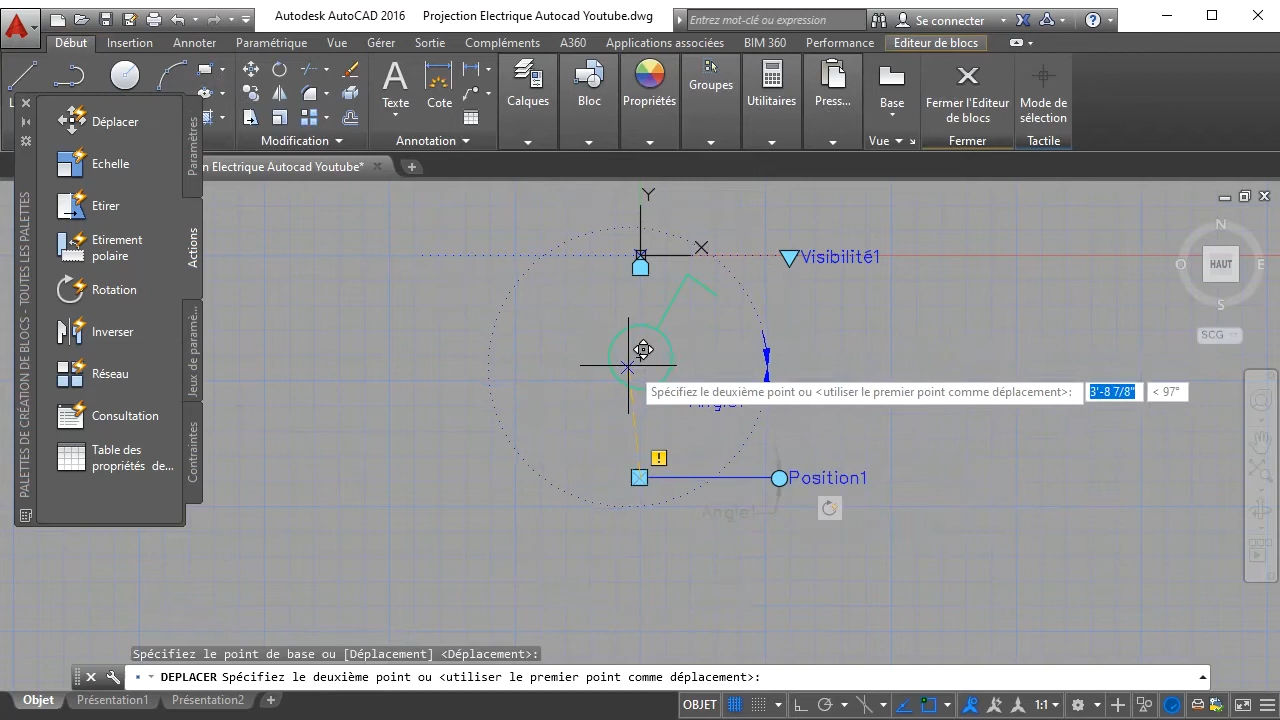 Autodesk AutoCAD 2016 Projection Electrique Autocad Youtube.dwg
Entrez mot-clé ou expression
Se connecter
Début Insertion Annoter Paramétrique Vue Gérer Sortie Compléments A360 Applications associées BIM 360 Performance Editeur de blocs
Texte Cote Calques Bloc Propriétés Groupes Utilitaires Press... Base Fermer l'Editeur de blocs Mode de sélection
Modification Annotation Vue Fermer Tactile
n Electrique Autocad Youtube*
PALETTES DE CRÉATION DE BLOCS - TOUTES LES PALETTES
Déplacer
Echelle
Etirer
Etirement
polaire
Rotation
Inverser
Réseau
Consultation
Table des
propriétés de...
Paramètres
Actions
Jeux de paramè...
Contraintes
Y
X
Visibilité1
Spécifiez le deuxième point ou <utiliser le premier point comme déplacement>: 3'-8 7/8" < 97°
Position1
Angle1
N
O HAUT E
S
SCG
Spécifiez le point de base ou [Déplacement] <Déplacement>:
DEPLACER Spécifiez le deuxième point ou <utiliser le premier point comme déplacement>:
Objet Présentation1 Présentation2
OBJET 1:1